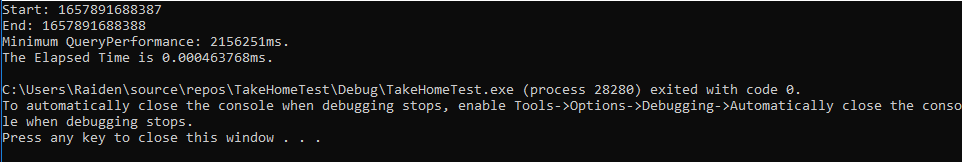 Start: 1657891688387
End: 1657891688388
Minimum QueryPerformance: 2156251ms.
The Elapsed Time is 0.000463768ms.
C:\Users\Raiden\source\repos\TakeHomeTest\Debug\TakeHomeTest.exe (process 28280) exited with code 0.
To automatically close the console when debugging stops, enable Tools->Options->Debugging->Automatically close the conso
le when debugging stops.
Press any key to close this window . . .